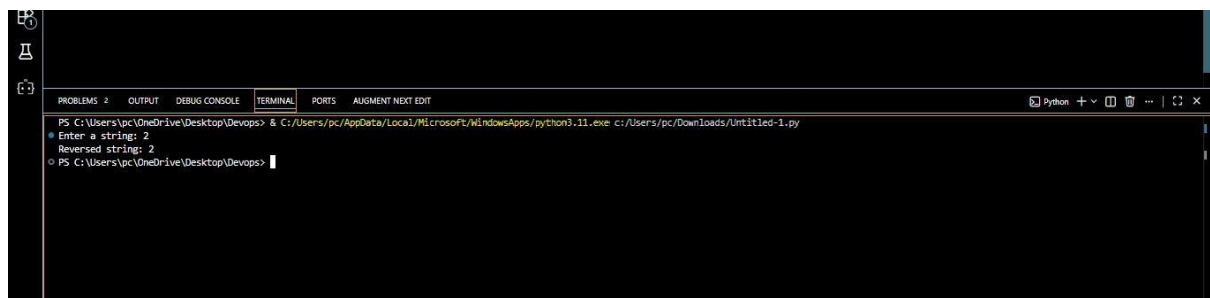 1
PROBLEMS 2 OUTPUT DEBUG CONSOLE TERMINAL PORTS AUGMENT NEXT EDIT Python
PS C:\Users\pc\OneDrive\Desktop\Devops> & C:/Users/pc/AppData/Local/Microsoft/WindowsApps/python3.11.exe c:/Users/pc/Downloads/Untitled-1.py
Enter a string: 2
Reversed string: 2
PS C:\Users\pc\OneDrive\Desktop\Devops>